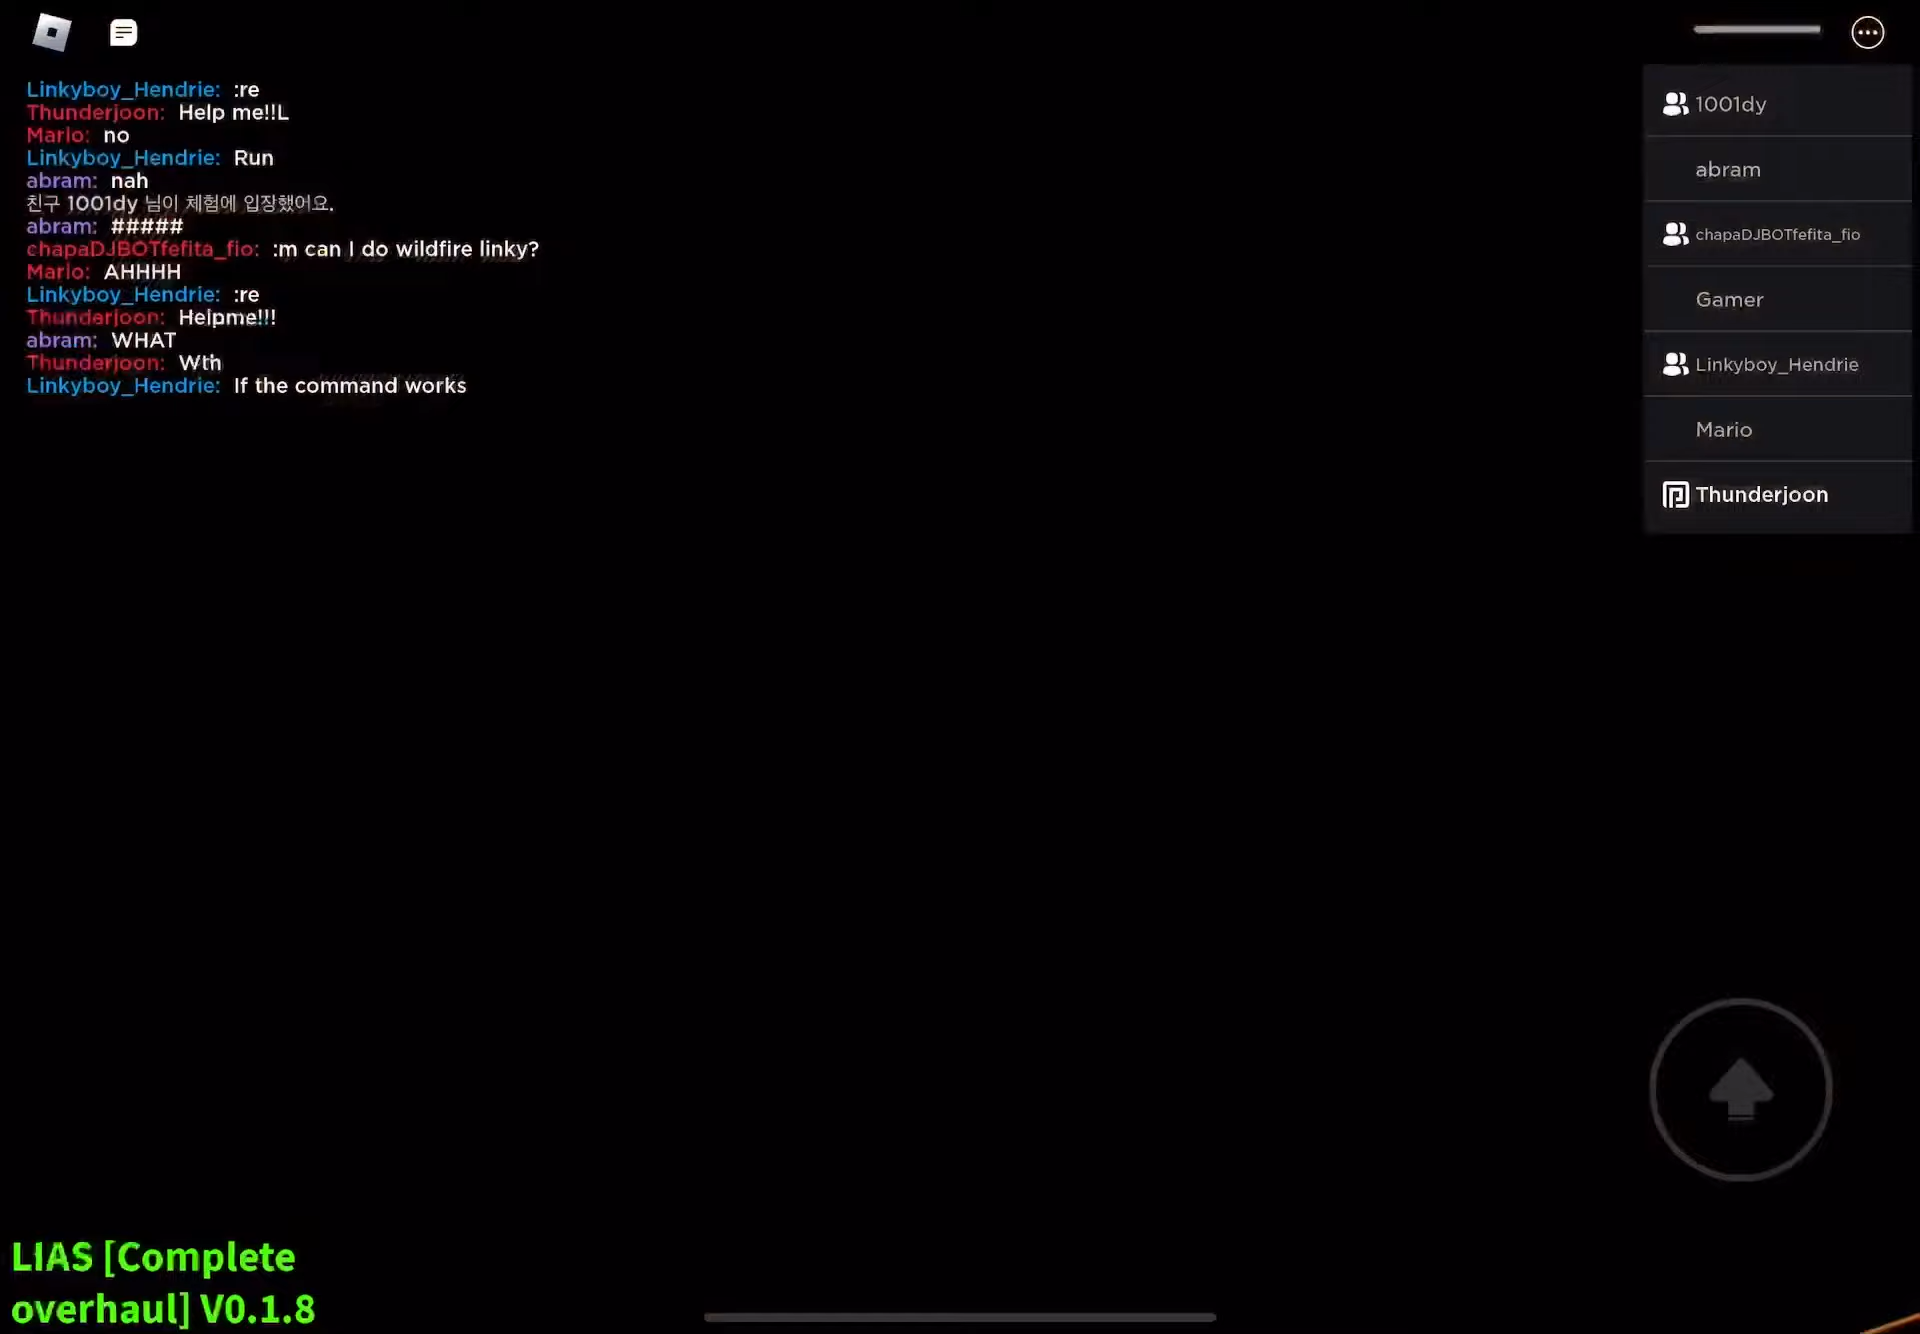 Linkyboy_Hendrie: :re
Thunderjoon: Help me!!L
Mario: no
Linkyboy_Hendrie: Run
abram: nah
친구 1001dy 님이 체험에 입장했어요.
abram: #####
chapaDJBOTfefita_fio: :m can I do wildfire linky?
Mario: AHHHH
Linkyboy_Hendrie: :re
Thunderjoon: Helpme!!!
abram: WHAT
Thunderjoon: Wth
Linkyboy_Hendrie: If the command works
1001dy
abram
chapaDJBOTfefita_fio
Gamer
Linkyboy_Hendrie
Mario
Thunderjoon
LIAS [Complete
overhaul] V0.1.8